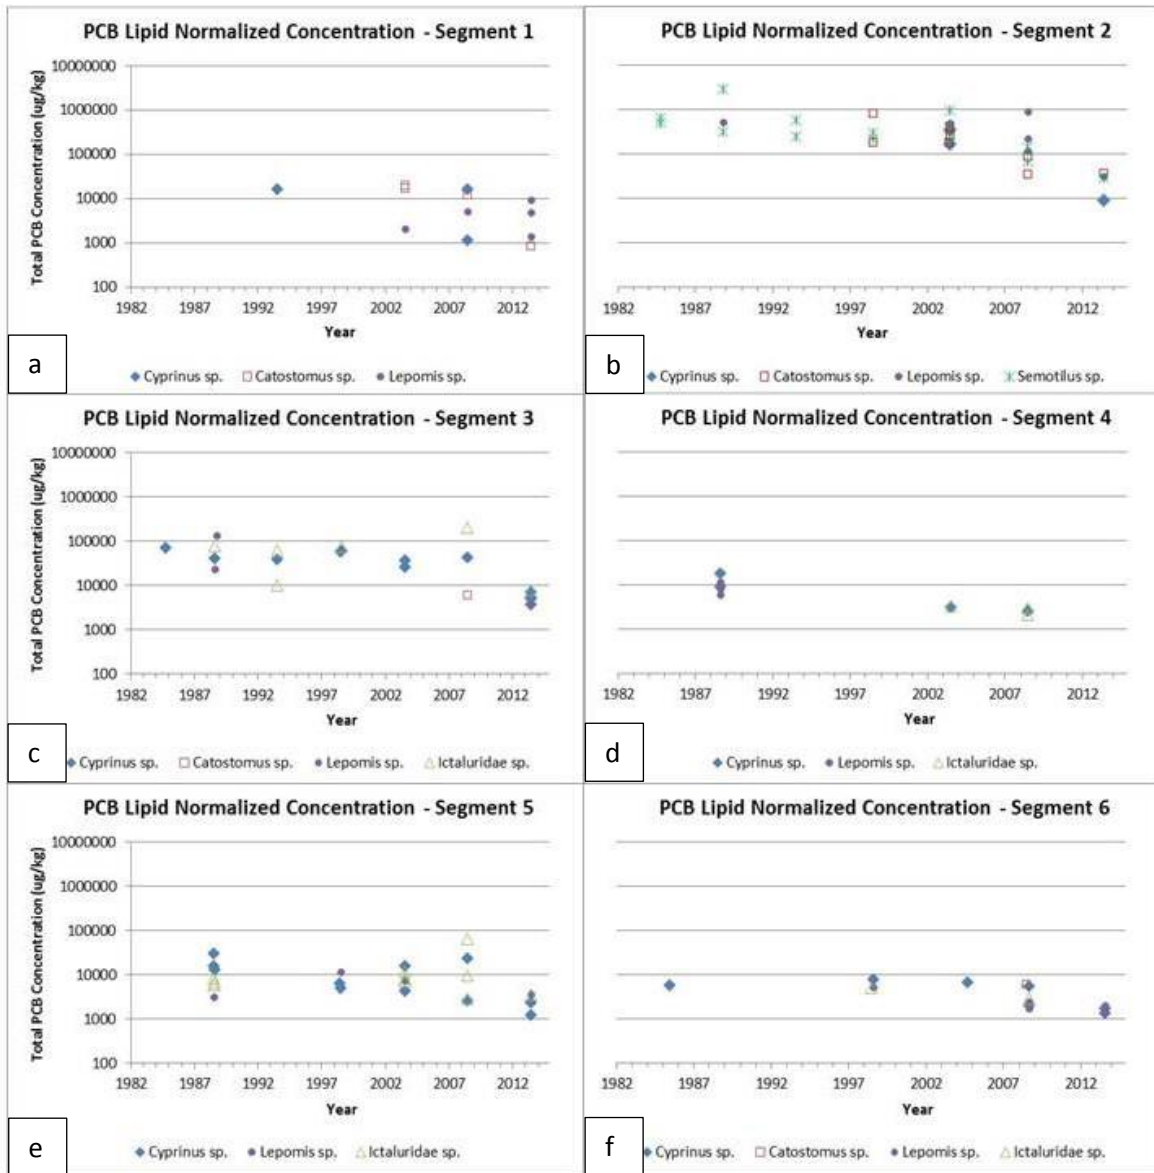 PCB Lipid Normalized Concentration - Segment 1
Total PCB Concentration (ug/kg)
10000000
1000000
100000
10000
1000
100
1982 1987 1992 1997 2002 2007 2012
Year
a
Cyprinus sp. Catostomus sp. Lepomis sp.
PCB Lipid Normalized Concentration - Segment 2
1982 1987 1992 1997 2002 2007 2012
Year
b
Cyprinus sp. Catostomus sp. Lepomis sp. Semotilus sp.
PCB Lipid Normalized Concentration - Segment 3
Total PCB Concentration (ug/kg)
10000000
1000000
100000
10000
1000
100
1982 1987 1992 1997 2002 2007 2012
Year
c
Cyprinus sp. Catostomus sp. Lepomis sp. Ictaluridae sp.
PCB Lipid Normalized Concentration - Segment 4
1982 1987 1992 1997 2002 2007 2012
Year
d
Cyprinus sp. Lepomis sp. Ictaluridae sp.
PCB Lipid Normalized Concentration - Segment 5
Total PCB Concentration (ug/kg)
10000000
1000000
100000
10000
1000
100
1982 1987 1992 1997 2002 2007 2012
Year
e
Cyprinus sp. Lepomis sp. Ictaluridae sp.
PCB Lipid Normalized Concentration - Segment 6
1982 1987 1992 1997 2002 2007 2012
Year
f
Cyprinus sp. Catostomus sp. Lepomis sp. Ictaluridae sp.